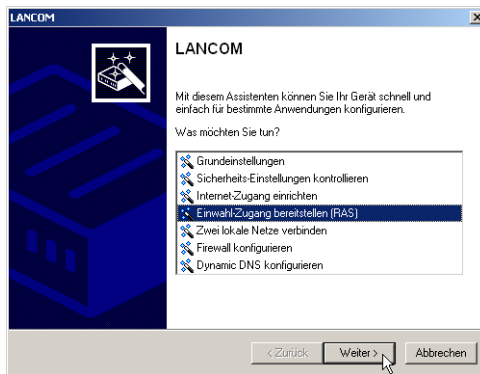 LANCOM
LANCOM
Mit diesem Assistenten können Sie Ihr Gerät schnell und
einfach für bestimmte Anwendungen konfigurieren.
Was möchten Sie tun?
Grundeinstellungen
Sicherheits-Einstellungen kontrollieren
Internet-Zugang einrichten
Einwahl-Zugang bereitstellen (RAS)
Zwei lokale Netze verbinden
Firewall konfigurieren
Dynamic DNS konfigurieren
< Zurück Weiter > Abbrechen